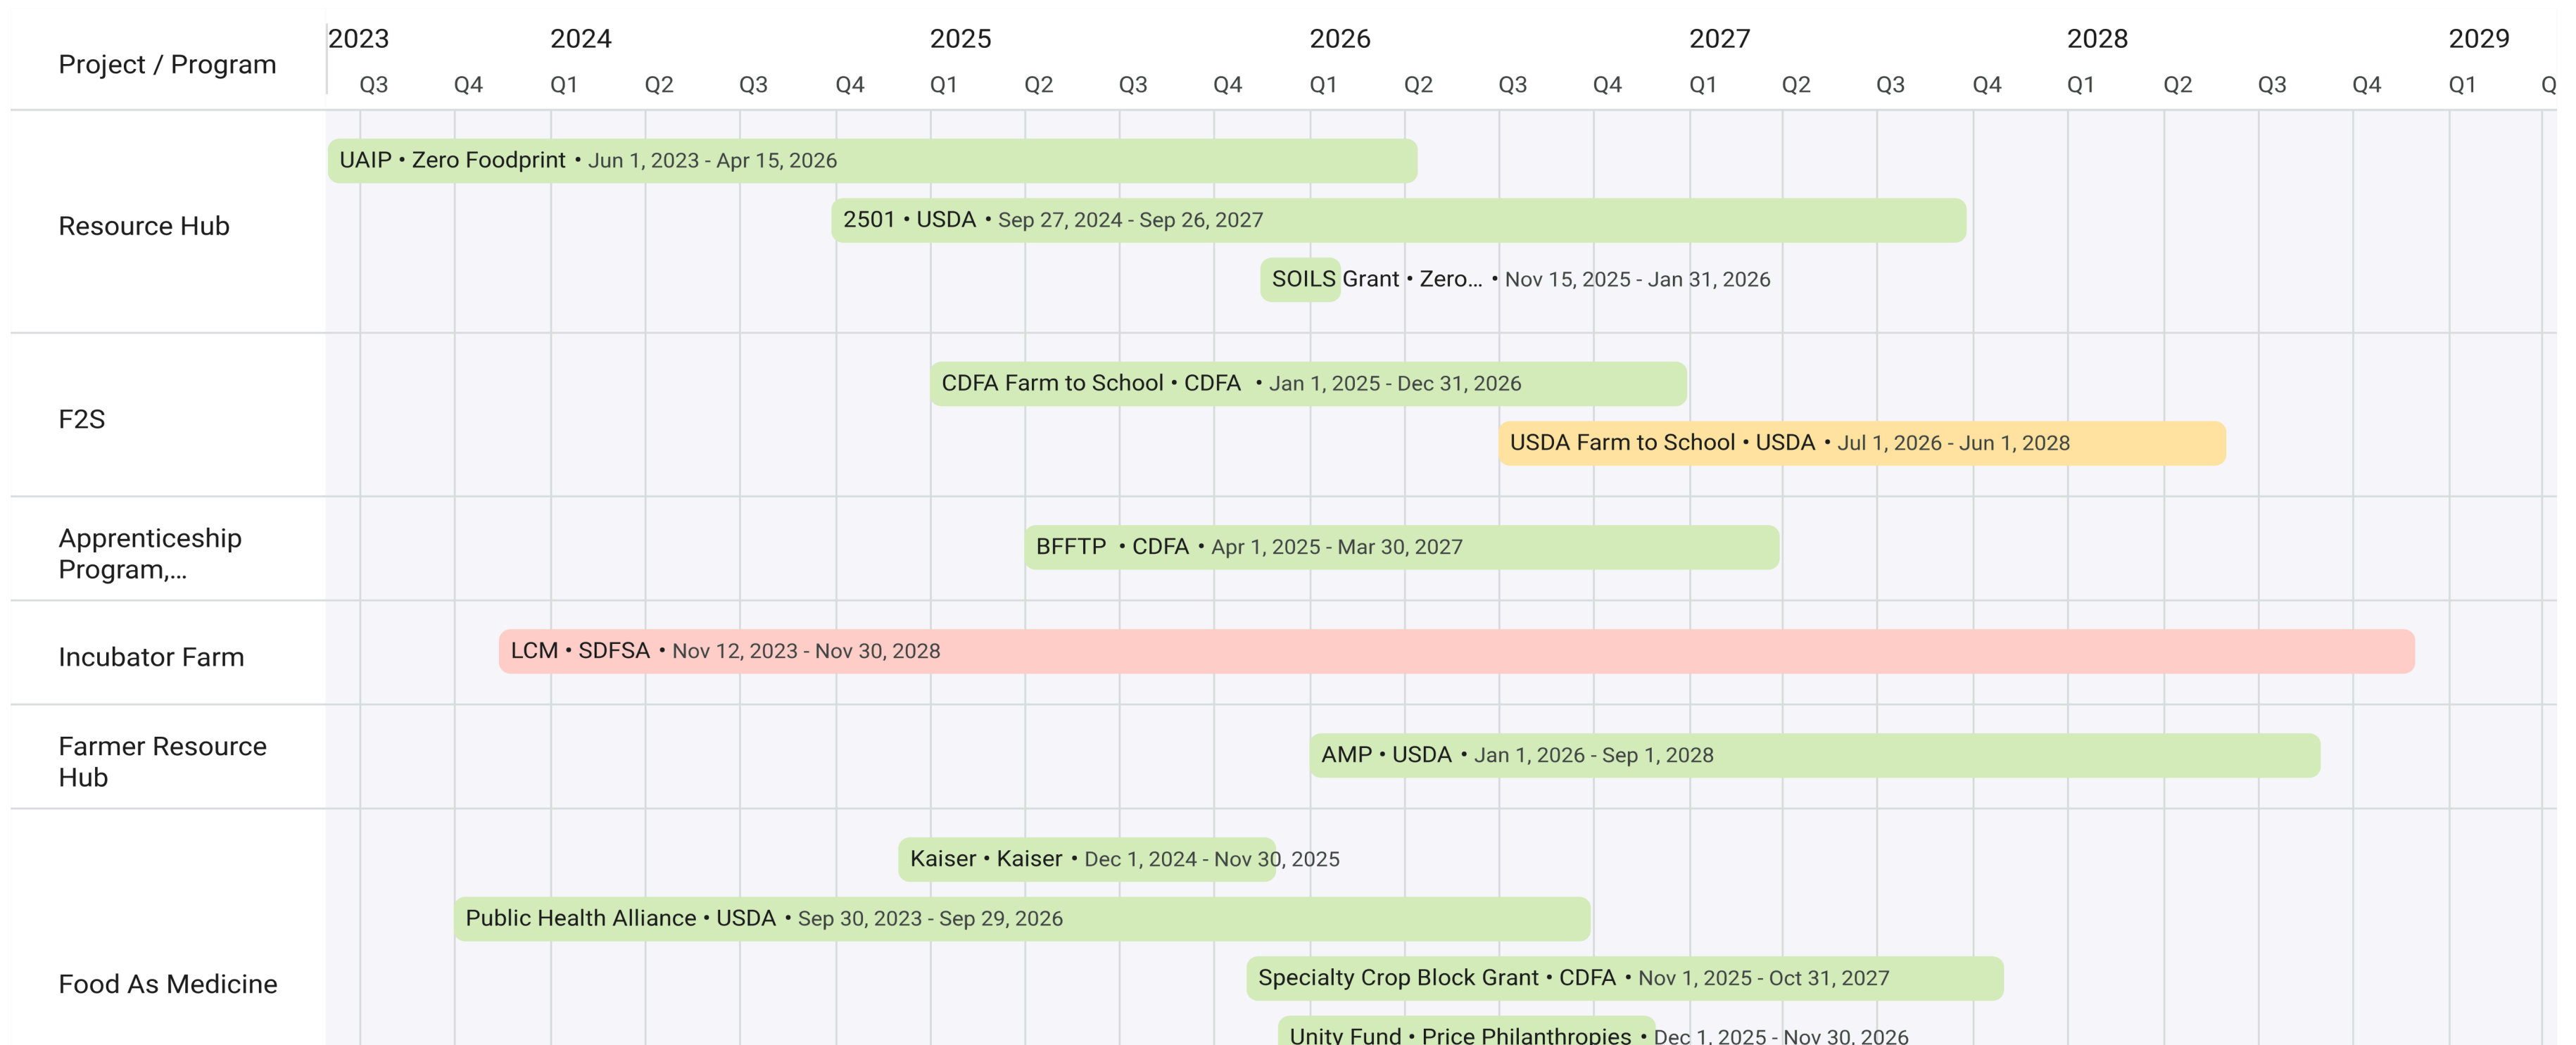 2023 2024 2025 2026 2027 2028 2029
Project / Program
Q3 Q4 Q1 Q2 Q3 Q4 Q1 Q2 Q3 Q4 Q1 Q2 Q3 Q4 Q1 Q2 Q3 Q4 Q1 Q2 Q3 Q4 Q1 Q
Resource Hub
UAIP • Zero Foodprint • Jun 1, 2023 - Apr 15, 2026
2501 • USDA • Sep 27, 2024 - Sep 26, 2027
SOILS Grant • Zero... • Nov 15, 2025 - Jan 31, 2026
F2S
CDFA Farm to School • CDFA • Jan 1, 2025 - Dec 31, 2026
USDA Farm to School • USDA • Jul 1, 2026 - Jun 1, 2028
Apprenticeship
Program,...
BFFTP • CDFA • Apr 1, 2025 - Mar 30, 2027
Incubator Farm
LCM • SDFSA • Nov 12, 2023 - Nov 30, 2028
Farmer Resource
Hub
AMP • USDA • Jan 1, 2026 - Sep 1, 2028
Food As Medicine
Kaiser • Kaiser • Dec 1, 2024 - Nov 30, 2025
Public Health Alliance • USDA • Sep 30, 2023 - Sep 29, 2026
Specialty Crop Block Grant • CDFA • Nov 1, 2025 - Oct 31, 2027
Unity Fund • Price Philanthropies • Dec 1, 2025 - Nov 30, 2026